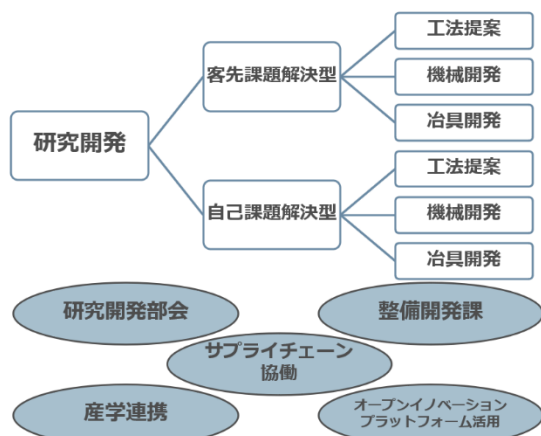 研究開発
客先課題解決型
工法提案
機械開発
冶具開発
自己課題解決型
工法提案
機械開発
冶具開発
研究開発部会
整備開発課
サプライチェーン
協働
産学連携
オープンイノベーション
プラットフォーム活用